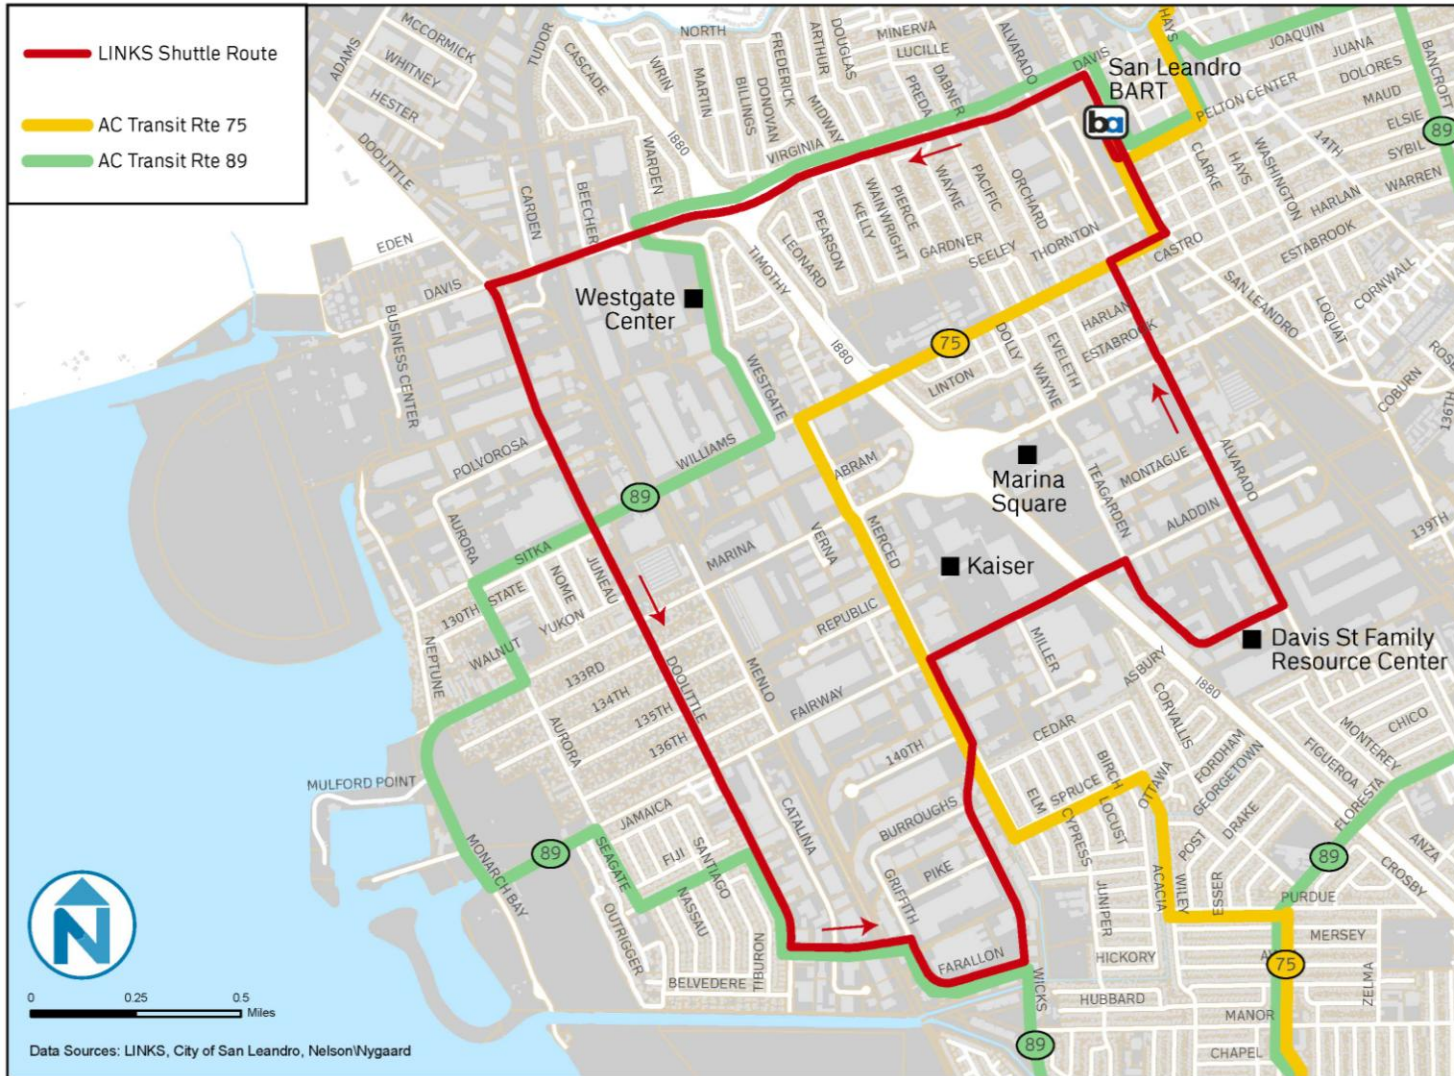 LINKS Shuttle Route
AC Transit Rte 75
AC Transit Rte 89
ADAMS
MCCORMICK
WHITNEY
HESTER
DOOLITTLE
TUDOR
CASCADE
WRIN
NORTH
MARTIN
BILLINGS
DONOVAN
FREDERICK
ARTHUR
DOUGLAS
MIDWAY
VIRGINIA
MINERVA
LUCILLE
PREDA
DABNER
ALVARADO
DAVIS
HAYS
San Leandro
BART
ba
JOAQUIN
JUANA
DOLORES
PELTON CENTER
MAUD
ELSIE
SYBIL
WARREN
BANCROFT
89
14TH
WASHINGTON
HAYS
CLARKE
HARLAN
ESTABROOK
CASTRO
SAN LEANDRO
LOQUAT
CORNWALL
COBURN
136TH
139TH
I880
WARDEN
BEECHER
CARDEN
EDEN
DAVIS
BUSINESS CENTER
TIMOTHY
LEONARD
PEARSON
KELLY
WAINWRIGHT
PIERCE
WAYNE
PACIFIC
ORCHARD
GARDNER
SEELEY
THORNTON
Westgate
Center
WESTGATE
I880
75
LINTON
DOLLY
WAYNE
EVELETH
HARLAN
ESTABROOK
POLVOROSA
WILLIAMS
89
ABRAM
Marina
Square
TEAGARDEN
MONTAGUE
ALADDIN
ALVARADO
AURORA
SITKA
JUNEAU
NOME
STATE
YUKON
130TH
WALNUT
NEPTUNE
133RD
134TH
135TH
136TH
AURORA
DOOLITTLE
MARINA
VERNA
MERCED
Kaiser
REPUBLIC
MENLO
FAIRWAY
MILLER
ASBURY
I880
Davis St Family
Resource Center
CEDAR
140TH
CORVALLIS
FORDHAM
GEORGETOWN
MONTEREY
CHICO
FIGUEROA
FLORESTA
ANZA
CROSBY
MULFORD POINT
MONARCH BAY
89
JAMAICA
SEAGATE
FIJI
SANTIAGO
NASSAU
OUTRIGGER
BELVEDERE
TIBURON
CATALINA
BURROUGHS
PIKE
GRIFFITH
FARALLON
ELM
SPRUCE
BIRCH
LOCUST
CYPRESS
OTTAWA
POST
DRAKE
JUNIPER
ACACIA
WILEY
ESSER
PURDUE
MERSEY
89
75
HICKORY
ZELMA
WICKS
HUBBARD
MANOR
CHAPEL
89
N
0 0.25 0.5
Miles
Data Sources: LINKS, City of San Leandro, Nelson\Nygaard